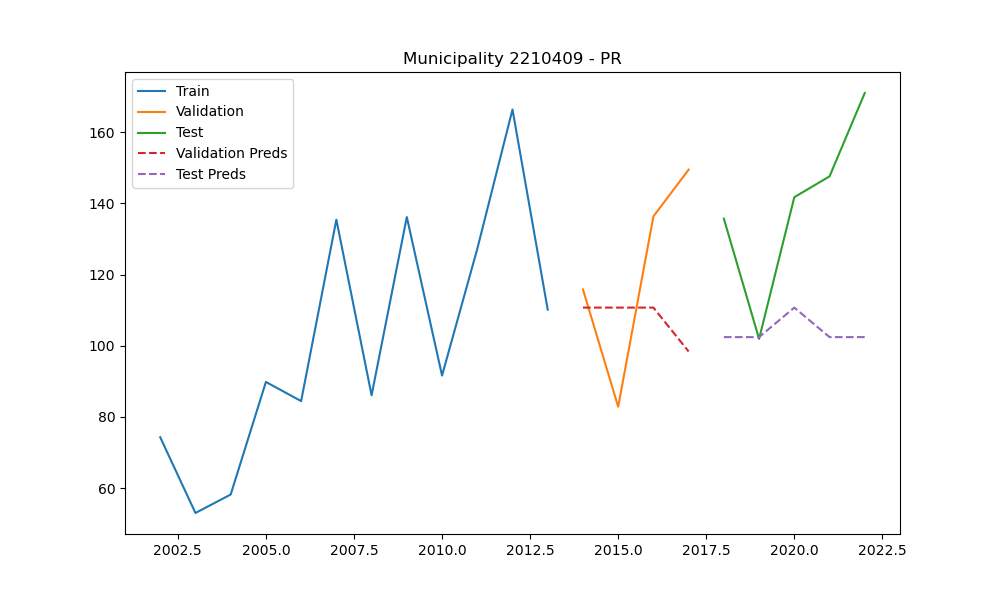 Municipality 2210409 - PR
Train
Validation
Test
Validation Preds
Test Preds
160
140
120
100
80
60
2002.5 2005.0 2007.5 2010.0 2012.5 2015.0 2017.5 2020.0 2022.5